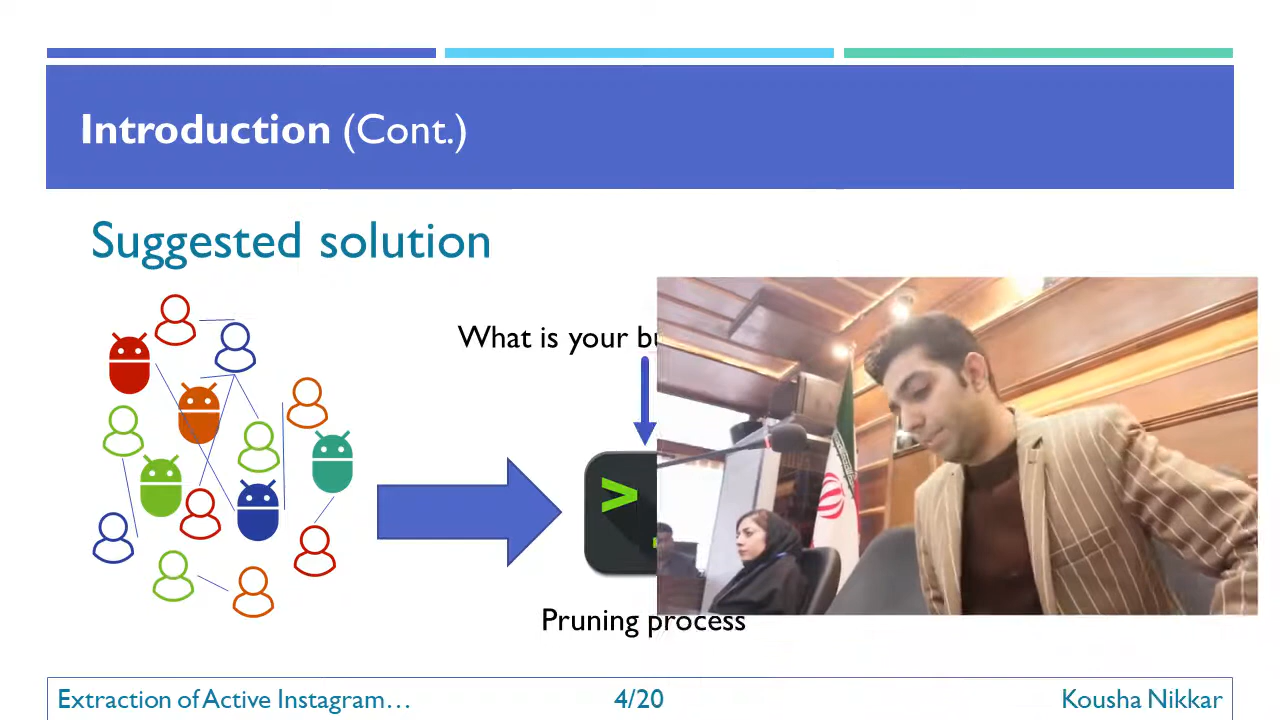 Introduction (Cont.)
Suggested solution
What is your
Pruning process
Extraction of Active Instagram…
4/20
Kousha Nikkar